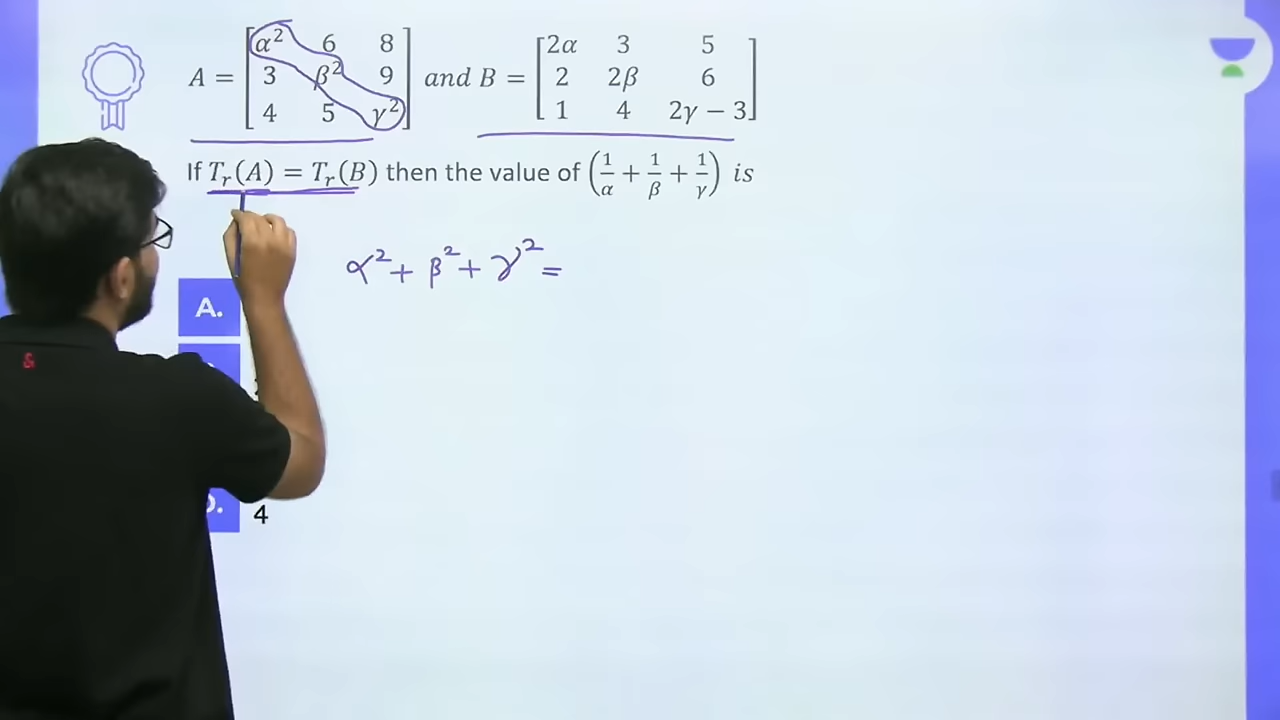 A = [α² 6 8
3 β² 9
4 5 γ²] and B = [2α 3 5
2 2β 6
1 4 2γ − 3]
If Tᵣ(A) = Tᵣ(B) then the value of (1/α + 1/β + 1/γ) is
α² + β² + γ² =
A.
D. 4
&